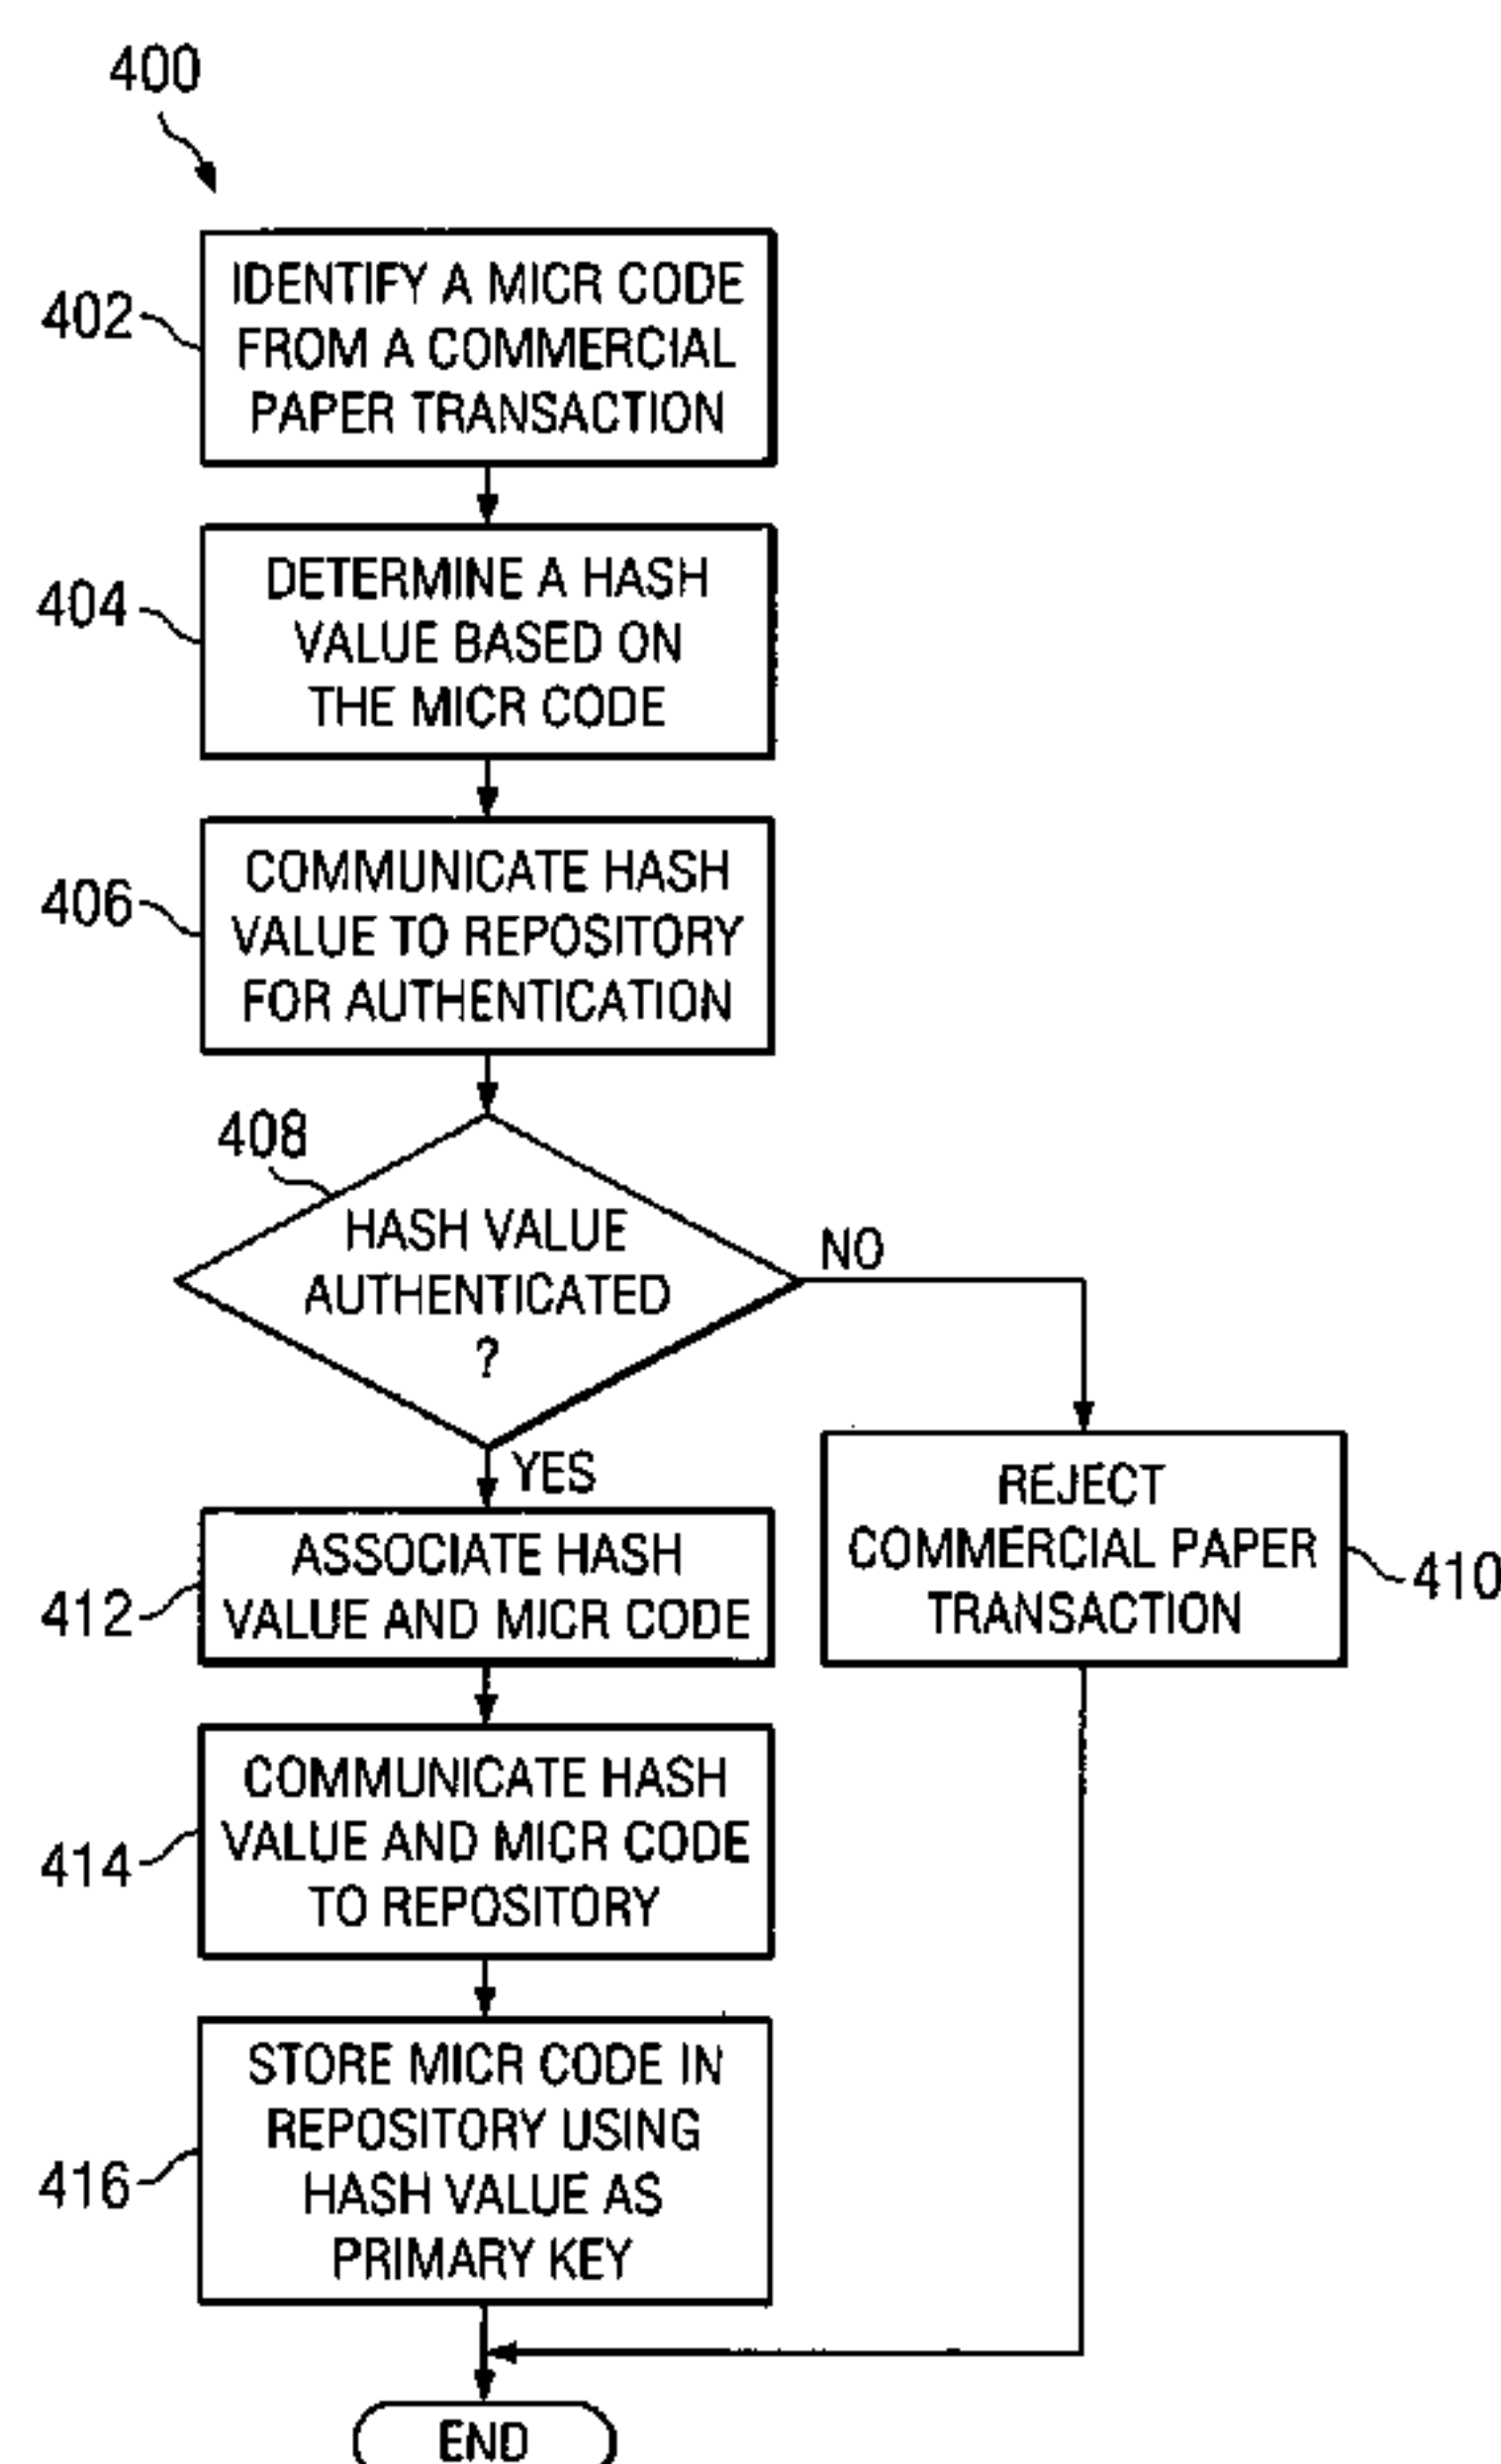 400
402
IDENTIFY A MICR CODE
FROM A COMMERCIAL
PAPER TRANSACTION
404
DETERMINE A HASH
VALUE BASED ON
THE MICR CODE
406
COMMUNICATE HASH
VALUE TO REPOSITORY
FOR AUTHENTICATION
408
HASH VALUE
AUTHENTICATED
?
NO
YES
REJECT
COMMERCIAL PAPER
TRANSACTION
410
412
ASSOCIATE HASH
VALUE AND MICR CODE
414
COMMUNICATE HASH
VALUE AND MICR CODE
TO REPOSITORY
416
STORE MICR CODE IN
REPOSITORY USING
HASH VALUE AS
PRIMARY KEY
END